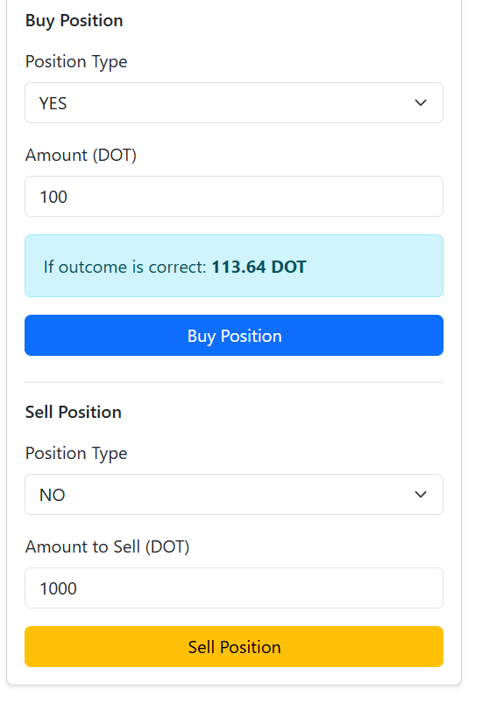 Buy Position
Position Type
YES
Amount (DOT)
100
If outcome is correct: 113.64 DOT
Buy Position
Sell Position
Position Type
NO
Amount to Sell (DOT)
1000
Sell Position